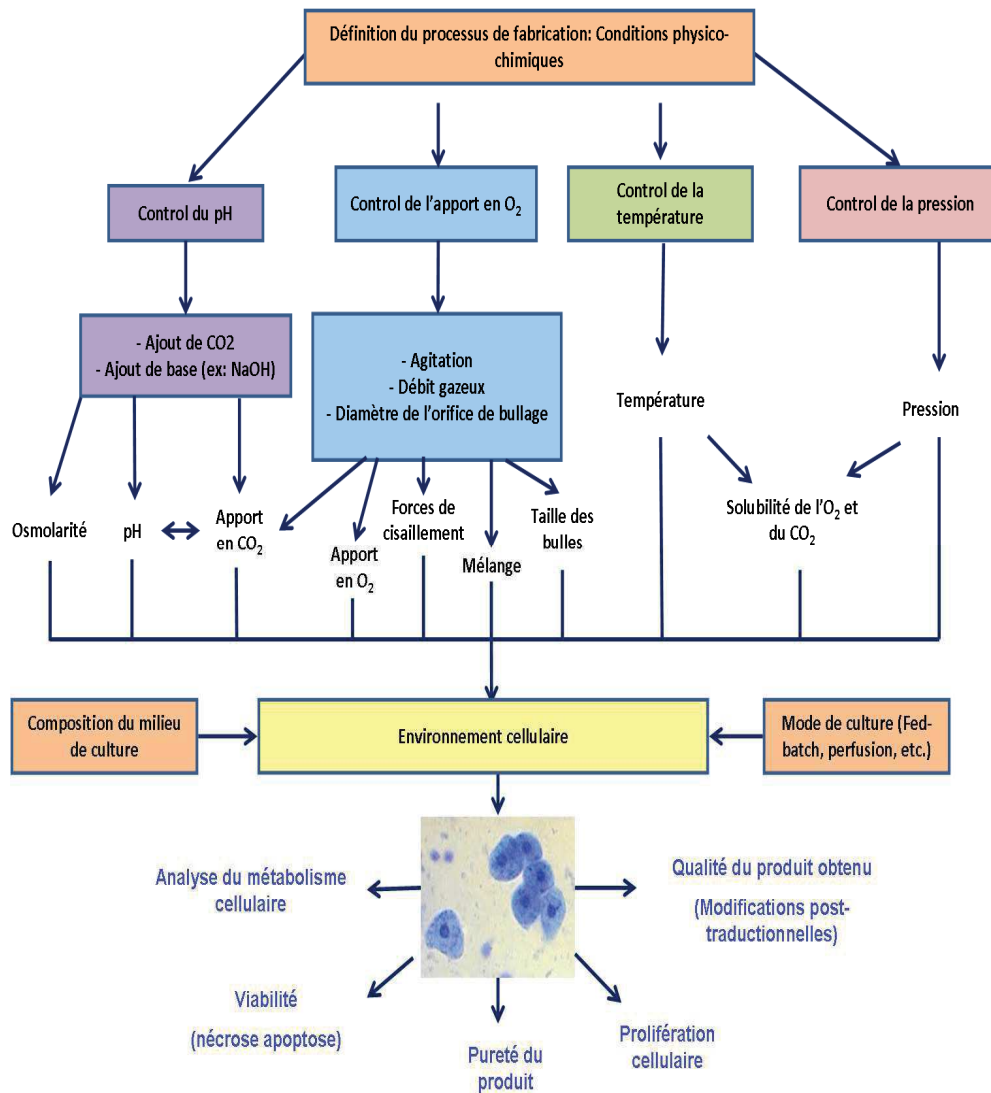 Définition du processus de fabrication: Conditions physico-
chimiques
Control du pH
Control de l'apport en O₂
Control de la
température
Control de la pression
- Ajout de CO2
- Ajout de base (ex: NaOH)
- Agitation
- Débit gazeux
- Diamètre de l'orifice de bullage
Température
Pression
Osmolarité
pH
Apport
en CO₂
Apport
en O₂
Forces de
cisaillement
Mélange
Taille des
bulles
Solubilité de l'O₂ et
du CO₂
Composition du milieu
de culture
Environnement cellulaire
Mode de culture (Fed-
batch, perfusion, etc.)
Analyse du métabolisme
cellulaire
Qualité du produit obtenu
(Modifications post-
traductionnelles)
Viabilité
(nécrose apoptose)
Pureté du
produit
Prolifération
cellulaire